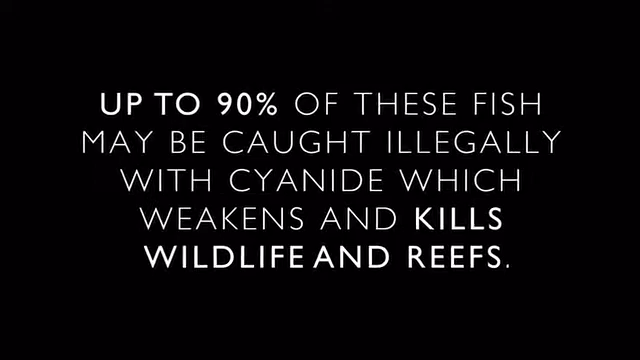 UP TO 90% OF THESE FISH
MAY BE CAUGHT ILLEGALLY
WITH CYANIDE WHICH
WEAKENS AND KILLS
WILDLIFE AND REEFS.